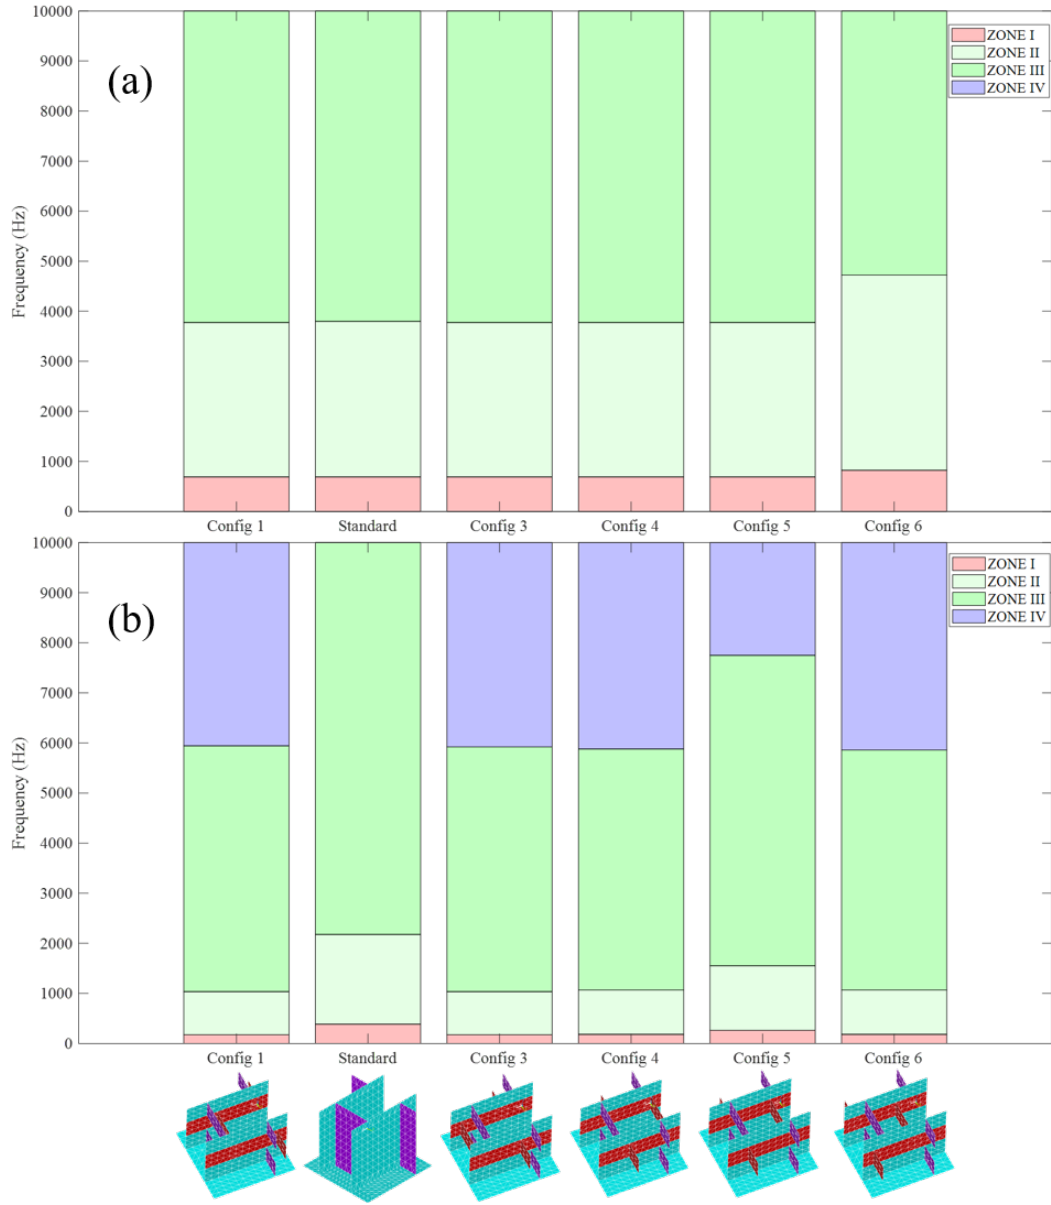 10000
9000
8000
7000
6000
5000
4000
3000
2000
1000
0
Frequency (Hz)
(a)
ZONE I
ZONE II
ZONE III
ZONE IV
Config 1 Standard Config 3 Config 4 Config 5 Config 6
10000
9000
8000
7000
6000
5000
4000
3000
2000
1000
0
Frequency (Hz)
(b)
ZONE I
ZONE II
ZONE III
ZONE IV
Config 1 Standard Config 3 Config 4 Config 5 Config 6